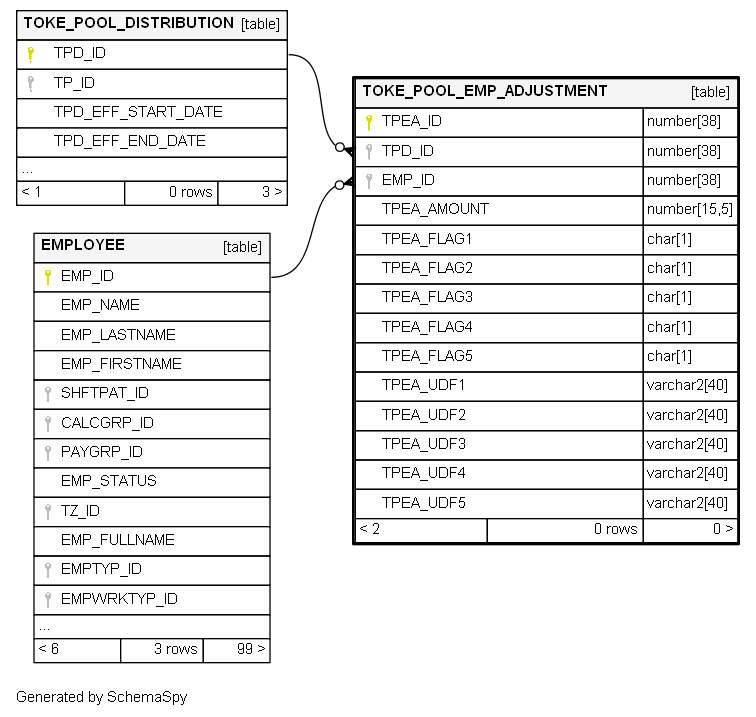 TOKE_POOL_DISTRIBUTION [table]
TPD_ID
TP_ID
TPD_EFF_START_DATE
TPD_EFF_END_DATE
...
< 1 0 rows 3 >
EMPLOYEE [table]
EMP_ID
EMP_NAME
EMP_LASTNAME
EMP_FIRSTNAME
SHFTPAT_ID
CALCGRP_ID
PAYGRP_ID
EMP_STATUS
TZ_ID
EMP_FULLNAME
EMPTYP_ID
EMPWRKTYP_ID
...
< 6 3 rows 99 >
TOKE_POOL_EMP_ADJUSTMENT [table]
TPEA_ID number[38]
TPD_ID number[38]
EMP_ID number[38]
TPEA_AMOUNT number[15,5]
TPEA_FLAG1 char[1]
TPEA_FLAG2 char[1]
TPEA_FLAG3 char[1]
TPEA_FLAG4 char[1]
TPEA_FLAG5 char[1]
TPEA_UDF1 varchar2[40]
TPEA_UDF2 varchar2[40]
TPEA_UDF3 varchar2[40]
TPEA_UDF4 varchar2[40]
TPEA_UDF5 varchar2[40]
< 2 0 rows 0 >
Generated by SchemaSpy